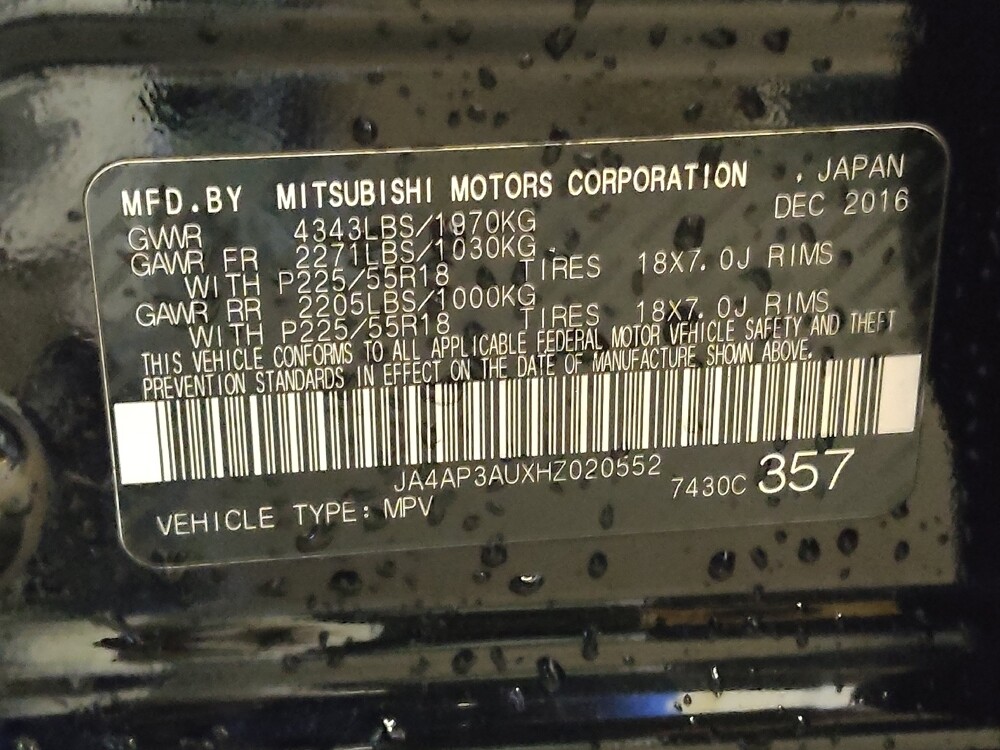 MFD.BY MITSUBISHI MOTORS CORPORATION , JAPAN
DEC 2016
GVWR 4343LBS/1970KG
GAWR FR 2271LBS/1030KG
WITH P225/55R18 TIRES 18X7.0J RIMS
GAWR RR 2205LBS/1000KG
WITH P225/55R18 TIRES 18X7.0J RIMS
THIS VEHICLE CONFORMS TO ALL APPLICABLE FEDERAL MOTOR VEHICLE SAFETY AND THEFT
PREVENTION STANDARDS IN EFFECT ON THE DATE OF MANUFACTURE SHOWN ABOVE.
JA4AP3AUXHZ020552
7430C 357
VEHICLE TYPE: MPV